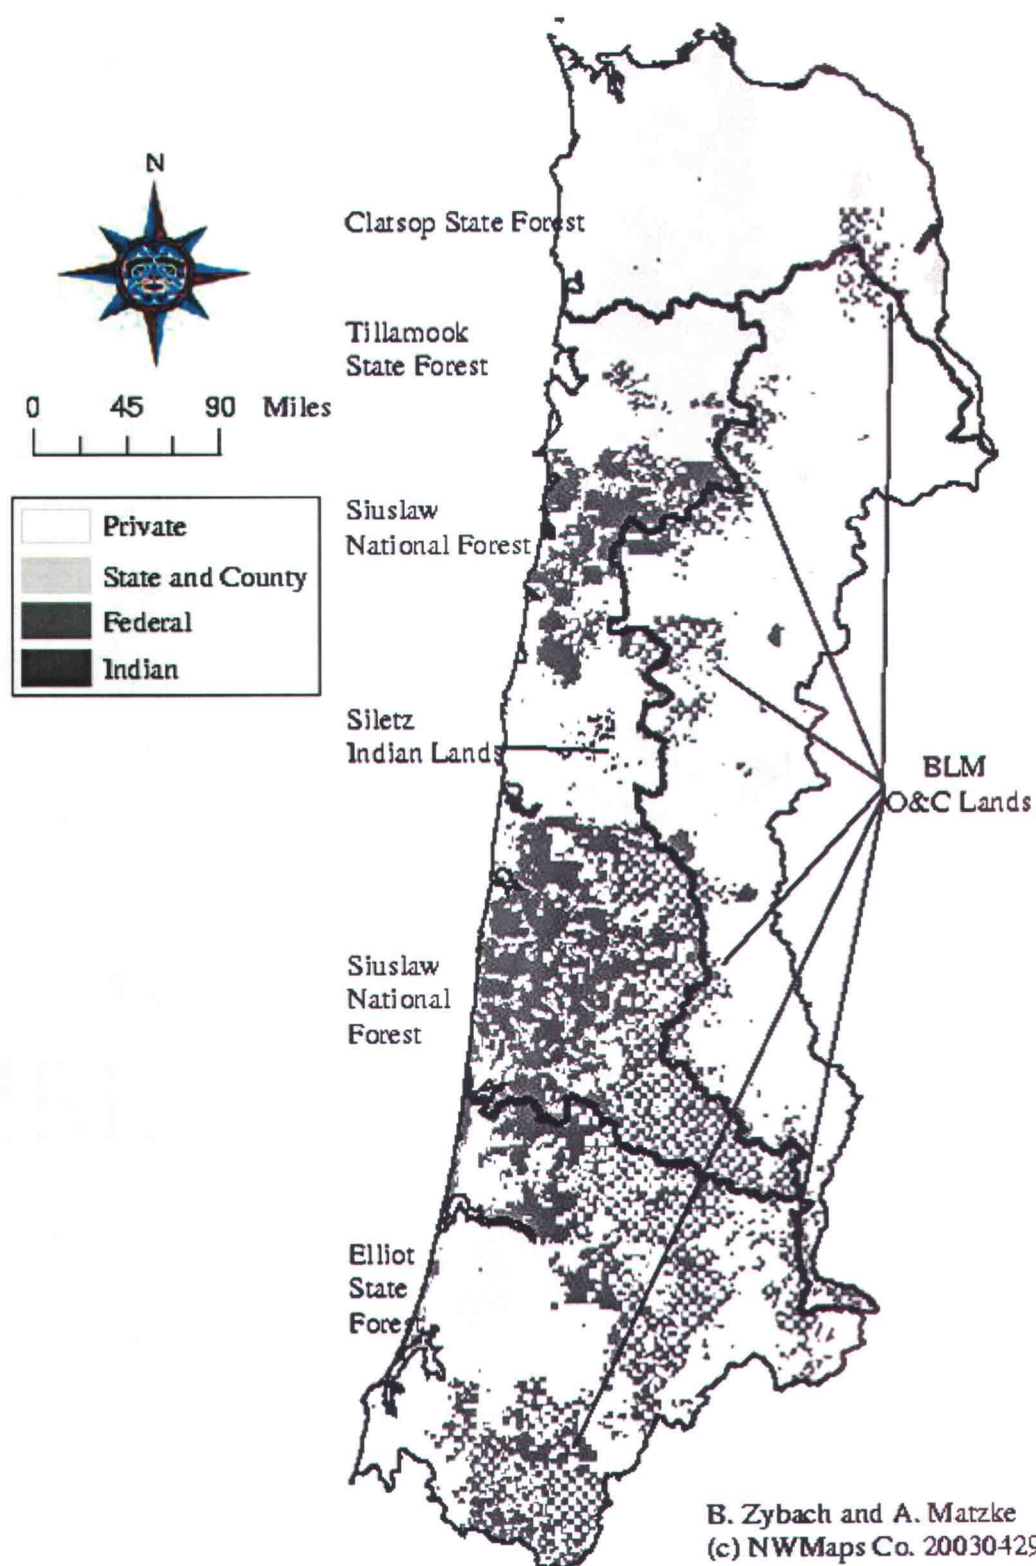 N
Clatsop State Forest
Tillamook
State Forest
0 45 90 Miles
Private
State and County
Federal
Indian
Siuslaw
National Forest
Siletz
Indian Lands
BLM
O&C Lands
Siuslaw
National
Forest
Elliot
State
Forest
B. Zybach and A. Matzke
(c) NWMaps Co. 20030429